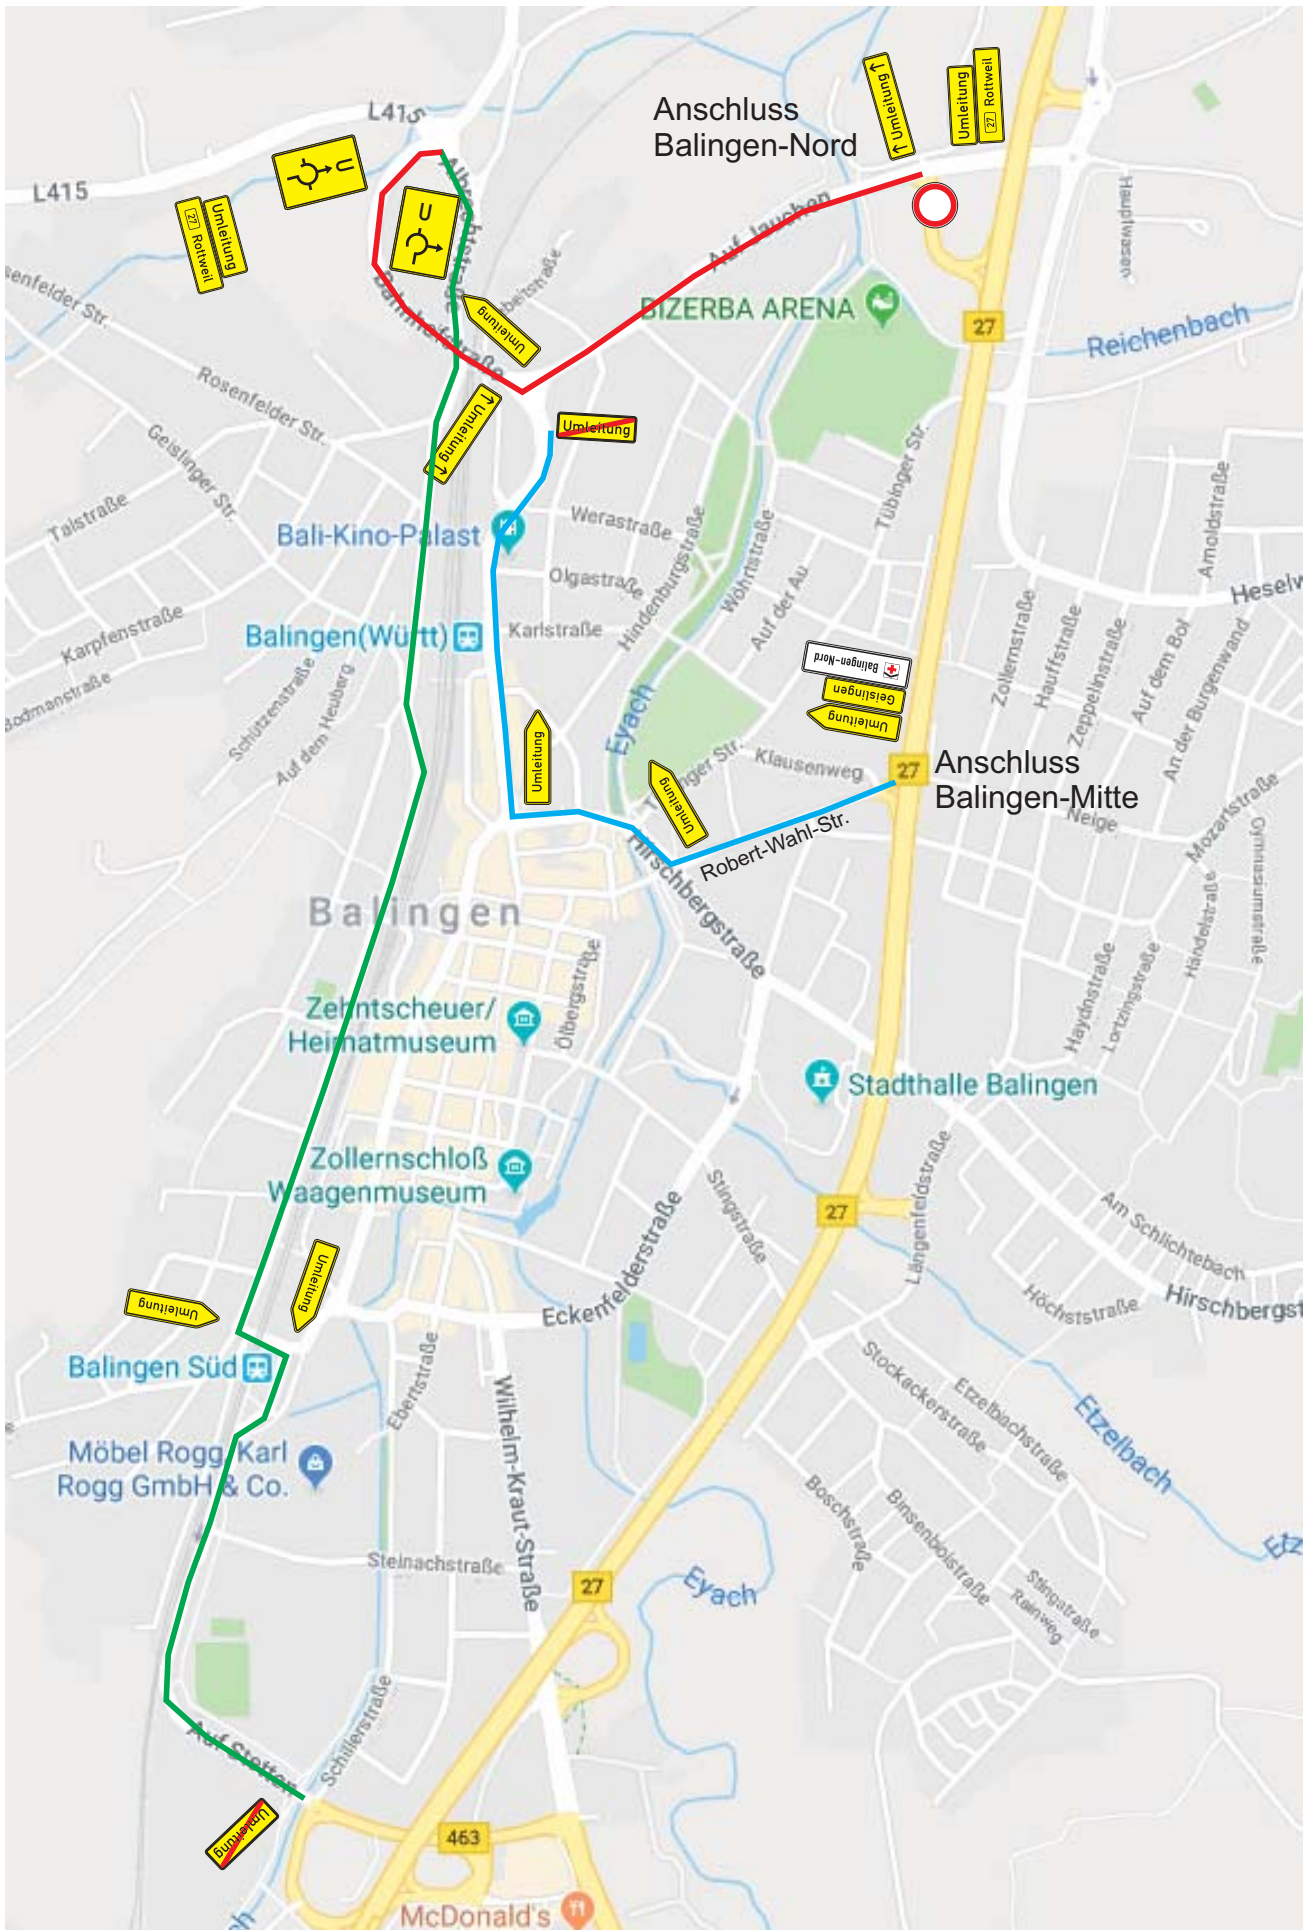 L415
L415
Anschluss
Balingen-Nord
Umleitung
Umleitung
27 Rottweil
U
U
27 Rottweil
Umleitung
Albrechtstraße
Bahnhofstraße
Auf Jauchen
Hauptwasen
BIZERBA ARENA
27
Reichenbach
senfelder Str.
Rosenfelder Str.
Geislinger Str.
Umleitung
Umleitung
Umleitung
Talstraße
Bali-Kino-Palast
Werastraße
Olgastraße
Karlstraße
Hindenburgstraße
Wöhrtstraße
Auf der Au
Tübinger Str.
Arnoldstraße
Heselw
Karpfenstraße
Bodmanstraße
Balingen(Württ)
Schützenstraße
Auf dem Heuberg
Zollernstraße
Hauffstraße
Zeppelinstraße
Auf dem Bol
An der Burgenwand
Balingen-Nord
Geislingen
Umleitung
Eyach
Umleitung
Umleitung
Klausenweg
27
Anschluss
Balingen-Mitte
Neige
Mozartstraße
Gymnasiumstraße
Robert-Wahl-Str.
Hirschbergstraße
Balingen
Händelstraße
Haydnstraße
Lortzingstraße
Ölbergstraße
Zehntscheuer/
Heimatmuseum
Stadthalle Balingen
Zollernschloß
Waagenmuseum
Stingstraße
27
Längenfeldstraße
Am Schlichtebach
Eckenfelderstraße
Höchststraße
Hirschbergst
Umleitung
Umleitung
Balingen Süd
Ebertstraße
Wilhelm-Kraut-Straße
Stockackerstraße
Etzelbachstraße
Etzelbach
Möbel Rogg, Karl
Rogg GmbH & Co.
Boschstraße
Binsenbolstraße
Etz
Steinachstraße
27
Eyach
Stingstraße
Rainweg
Auf Stetten
Schillerstraße
Umleitung
463
McDonald's